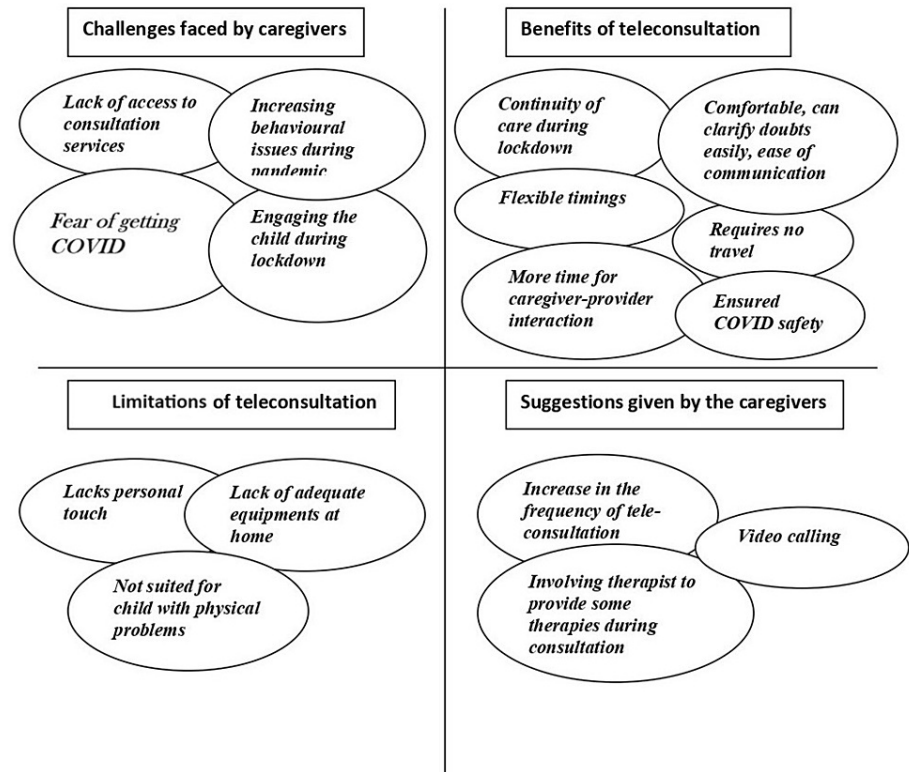 Challenges faced by caregivers
Lack of access to
consultation
services
Increasing
behavioural
issues during
pandemic
Fear of getting
COVID
Engaging the
child during
lockdown
Benefits of teleconsultation
Continuity of
care during
lockdown
Comfortable, can
clarify doubts
easily, ease of
communication
Flexible timings
Requires no
travel
More time for
caregiver-provider
interaction
Ensured
COVID safety
Limitations of teleconsultation
Lacks personal
touch
Lack of adequate
equipments at
home
Not suited for
child with physical
problems
Suggestions given by the caregivers
Increase in the
frequency of tele-
consultation
Video calling
Involving therapist to
provide some
therapies during
consultation